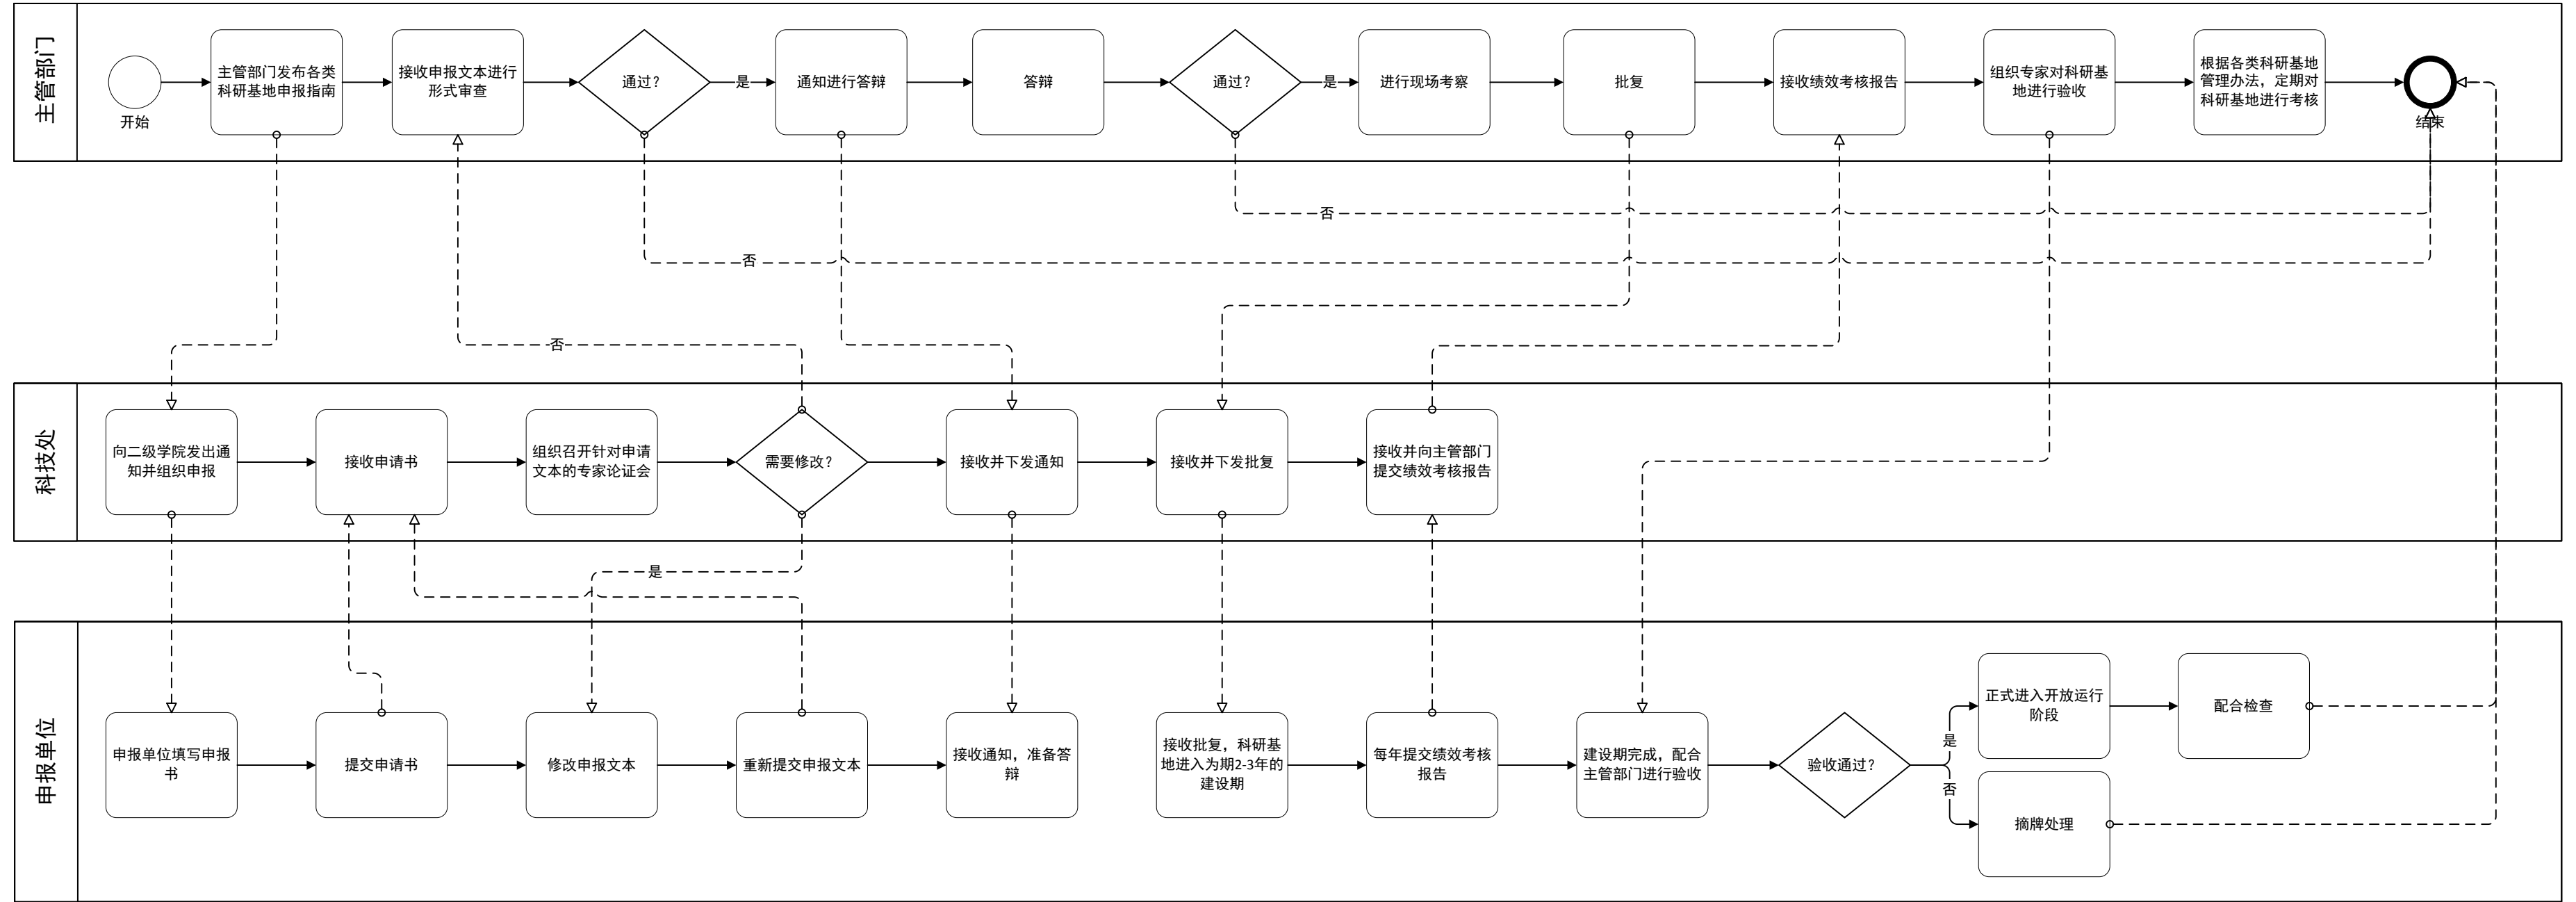 主管部门
开始
主管部门发布各类
科研基地申报指南
接收申报文本进行
形式审查
通过？
是
通知进行答辩
答辩
通过？
是
进行现场考察
批复
接收绩效考核报告
组织专家对科研基
地进行验收
根据各类科研基地
管理办法，定期对
科研基地进行考核
结束
否
否
否
科技处
向二级学院发出通
知并组织申报
接收申请书
组织召开针对申请
文本的专家论证会
需要修改？
接收并下发通知
接收并下发批复
接收并向主管部门
提交绩效考核报告
是
申报单位
申报单位填写申报
书
提交申请书
修改申报文本
重新提交申报文本
接收通知，准备答
辩
接收批复，科研基
地进入为期2-3年的
建设期
每年提交绩效考核
报告
建设期完成，配合
主管部门进行验收
验收通过？
是
否
正式进入开放运行
阶段
配合检查
摘牌处理